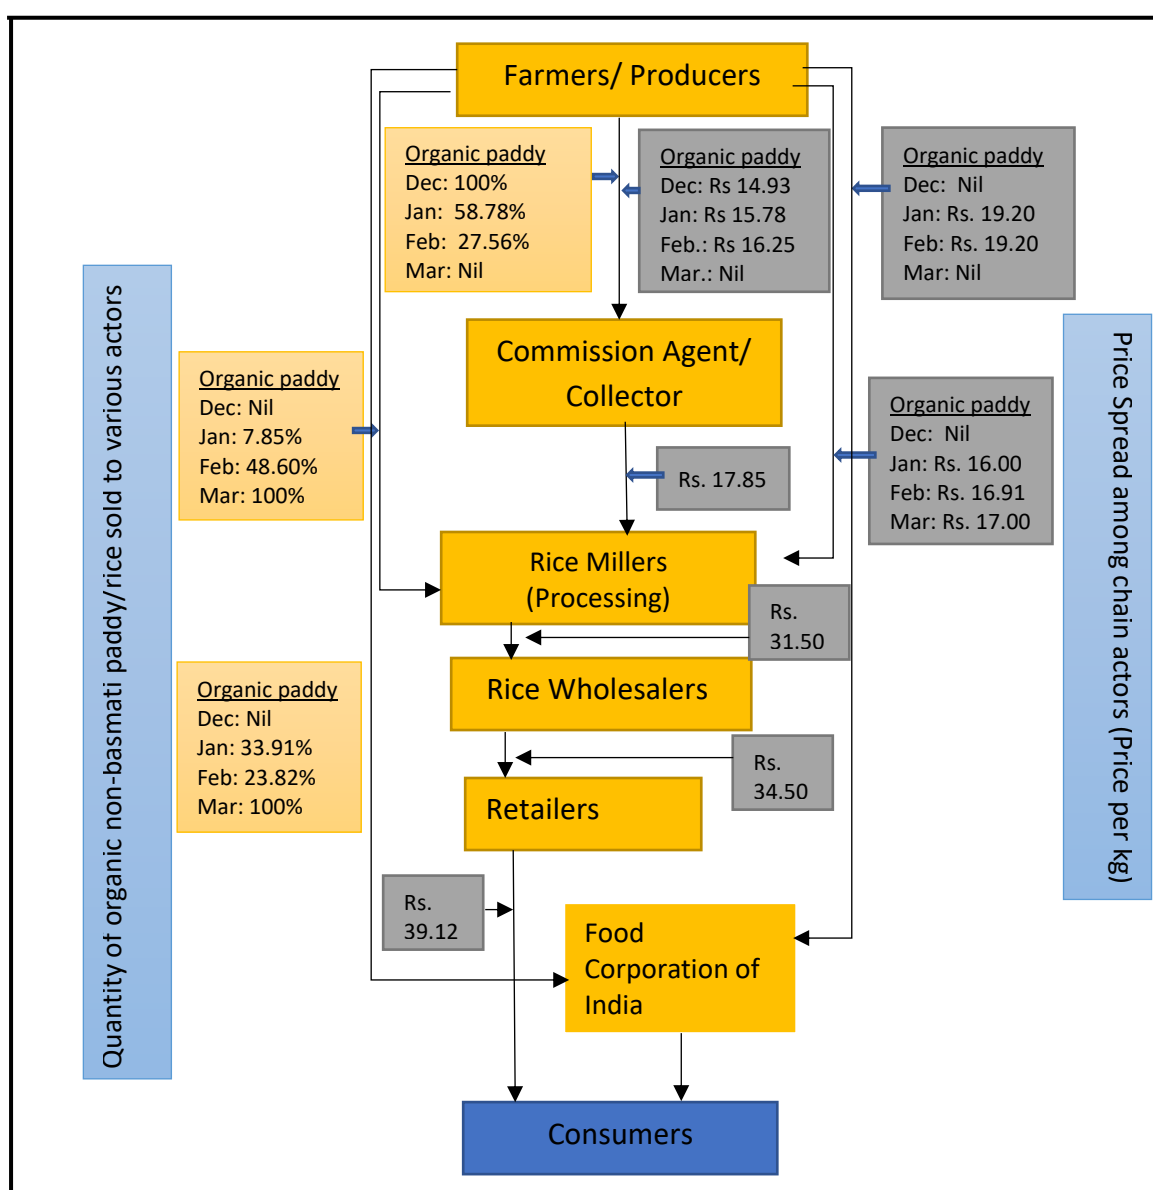 Farmers/ Producers
Organic paddy
Dec: 100%
Jan: 58.78%
Feb: 27.56%
Mar: Nil
Organic paddy
Dec: Rs 14.93
Jan: Rs 15.78
Feb.: Rs 16.25
Mar.: Nil
Organic paddy
Dec: Nil
Jan: Rs. 19.20
Feb: Rs. 19.20
Mar: Nil
Quantity of organic non-basmati paddy/rice sold to various actors
Commission Agent/
Collector
Price Spread among chain actors (Price per kg)
Organic paddy
Dec: Nil
Jan: 7.85%
Feb: 48.60%
Mar: 100%
Rs. 17.85
Organic paddy
Dec: Nil
Jan: Rs. 16.00
Feb: Rs. 16.91
Mar: Rs. 17.00
Rice Millers
(Processing)
Rs.
31.50
Organic paddy
Dec: Nil
Jan: 33.91%
Feb: 23.82%
Mar: 100%
Rice Wholesalers
Rs.
34.50
Retailers
Rs.
39.12
Food
Corporation of
India
Consumers